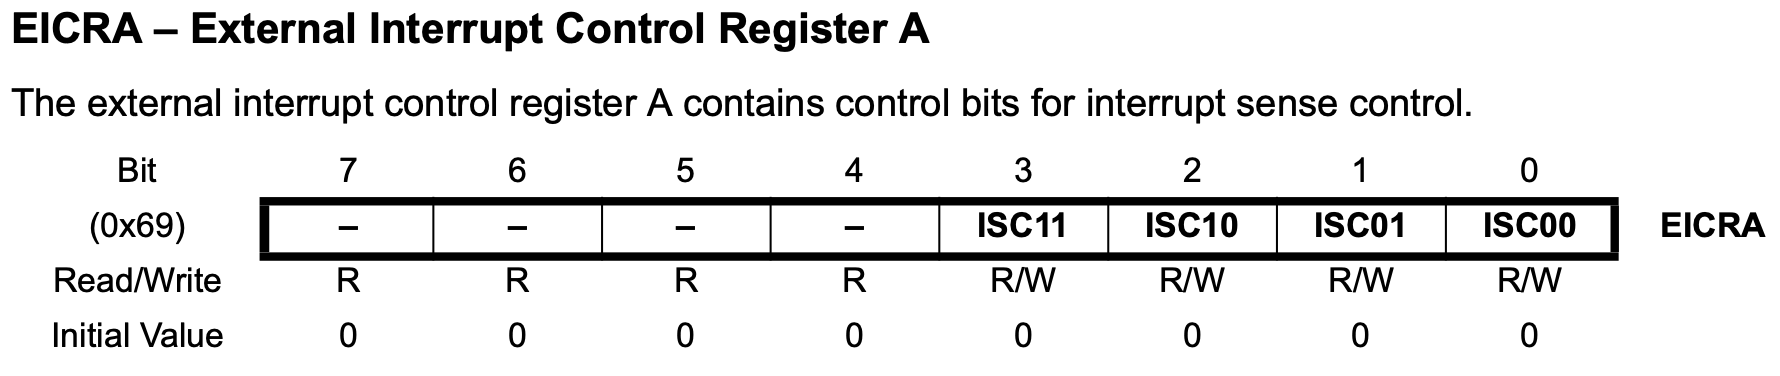 EICRA – External Interrupt Control Register A
The external interrupt control register A contains control bits for interrupt sense control.
Bit 7 6 5 4 3 2 1 0
(0x69) – – – – ISC11 ISC10 ISC01 ISC00 EICRA
Read/Write R R R R R/W R/W R/W R/W
Initial Value 0 0 0 0 0 0 0 0